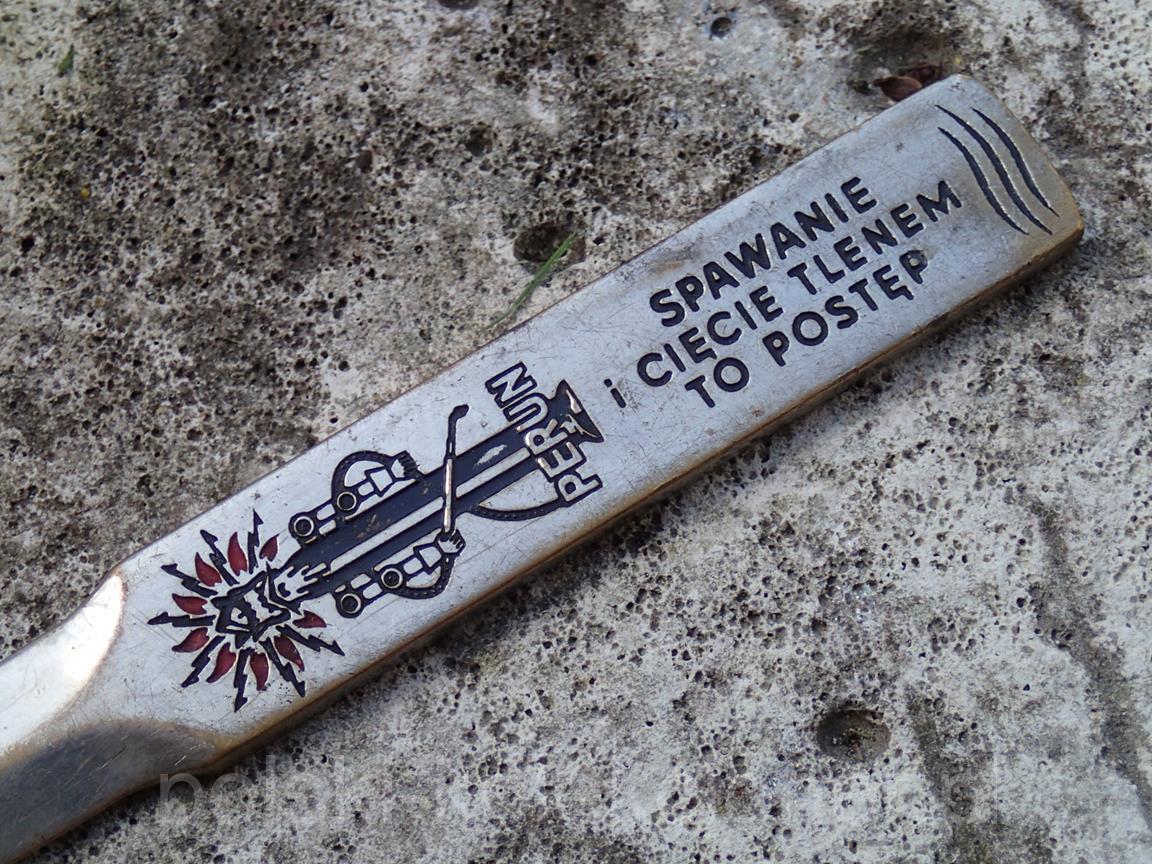 SPAWANIE
i CIĘCIE TLENEM
TO POSTĘP
PERUN